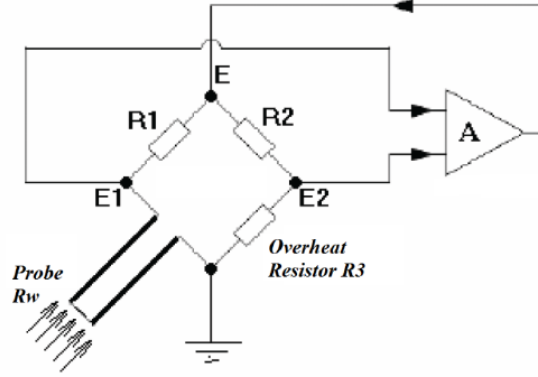 E
R1
R2
A
E1
E2
Probe
Rw
Overheat
Resistor R3